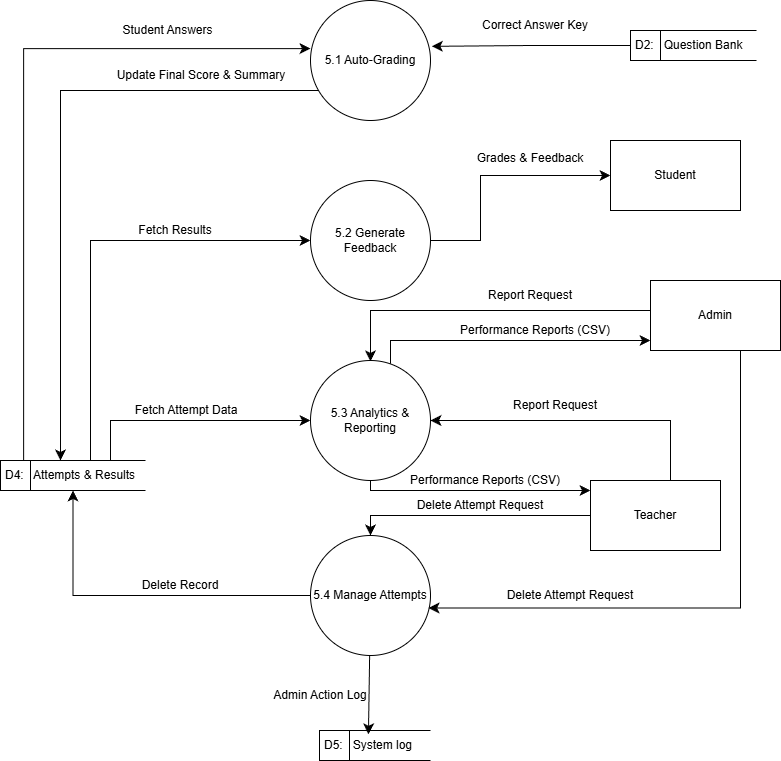 Student Answers
Correct Answer Key
D2: Question Bank
5.1 Auto-Grading
Update Final Score & Summary
Grades & Feedback
Student
Fetch Results
5.2 Generate
Feedback
Report Request
Admin
Performance Reports (CSV)
Fetch Attempt Data
5.3 Analytics &
Reporting
Report Request
D4: Attempts & Results
Performance Reports (CSV)
Delete Attempt Request
Teacher
Delete Record
5.4 Manage Attempts
Delete Attempt Request
Admin Action Log
D5: System log